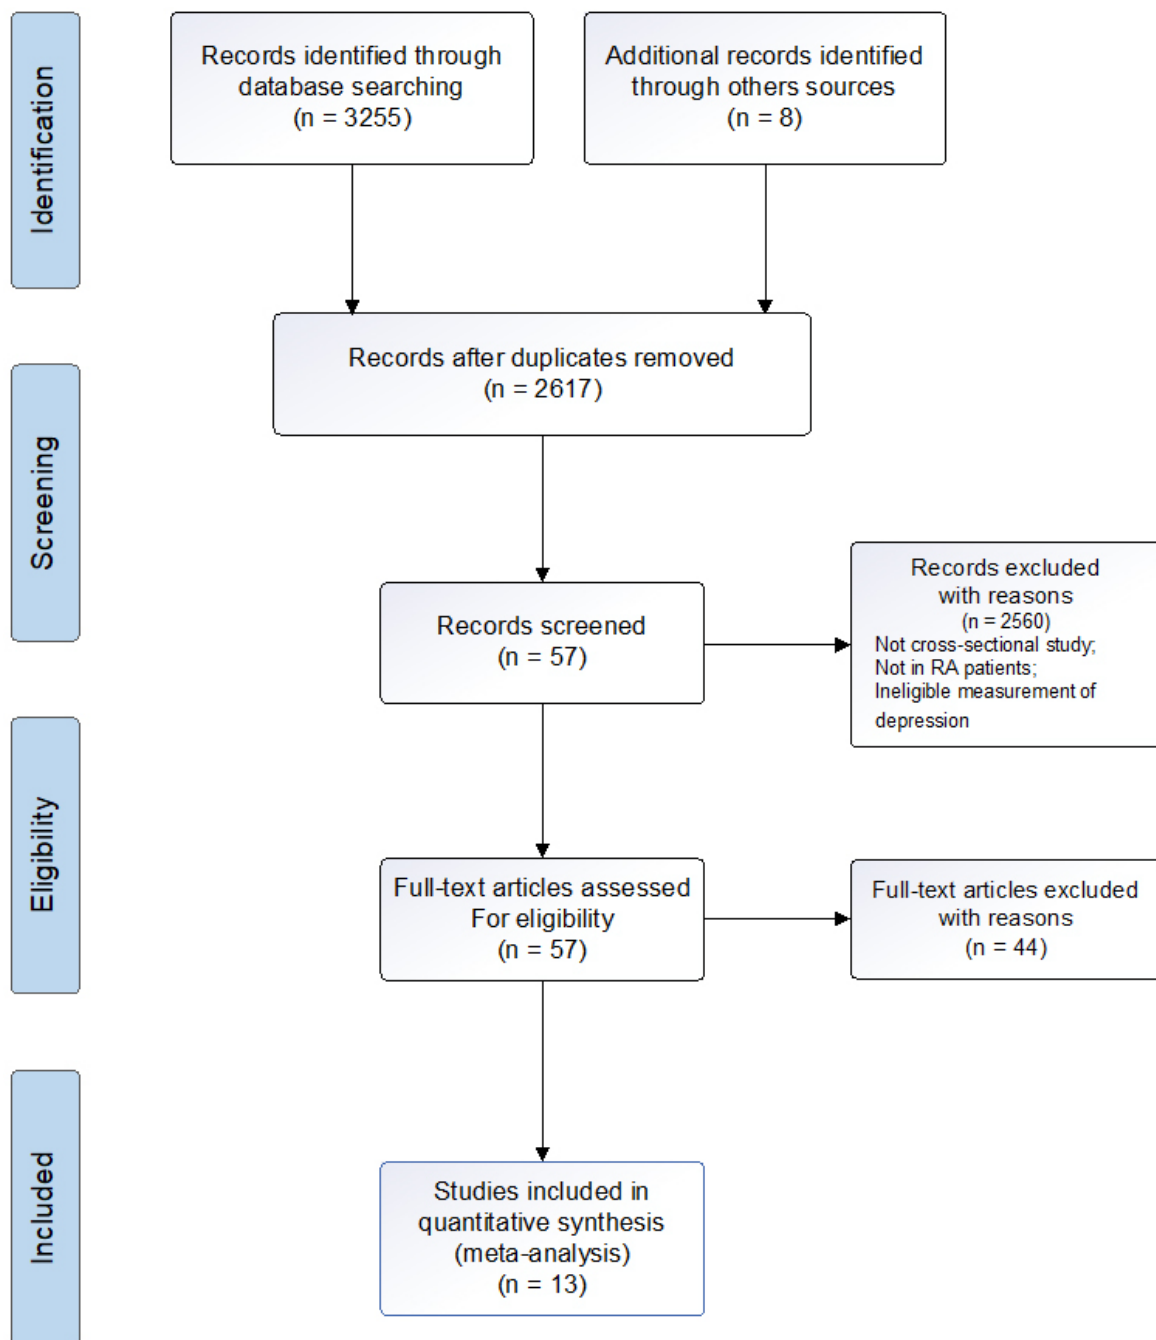 Identification
Records identified through
database searching
(n = 3255)
Additional records identified
through others sources
(n = 8)
Records after duplicates removed
(n = 2617)
Screening
Records screened
(n = 57)
Records excluded
with reasons
(n = 2560)
Not cross-sectional study;
Not in RA patients;
Ineligible measurement of
depression
Eligibility
Full-text articles assessed
For eligibility
(n = 57)
Full-text articles excluded
with reasons
(n = 44)
Included
Studies included in
quantitative synthesis
(meta-analysis)
(n = 13)